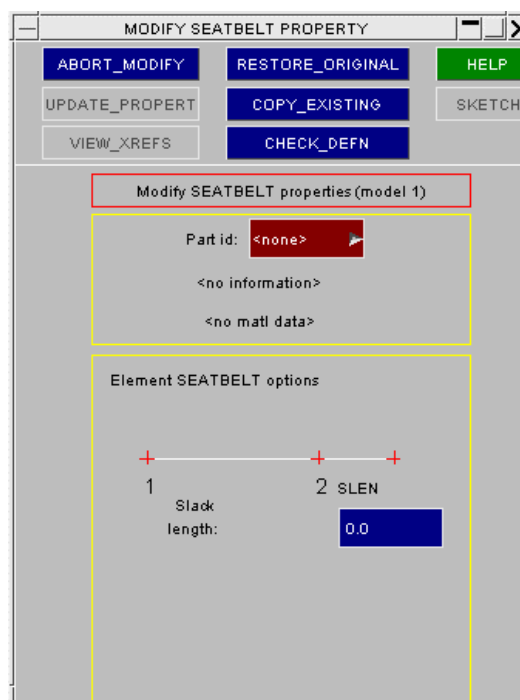 MODIFY SEATBELT PROPERTY
ABORT_MODIFY RESTORE_ORIGINAL HELP
UPDATE_PROPERT COPY_EXISTING SKETCH
VIEW_XREFS CHECK_DEFN
Modify SEATBELT properties (model 1)
Part id: <none>
<no information>
<no matl data>
Element SEATBELT options
1 2 SLEN
Slack
length: 0.0